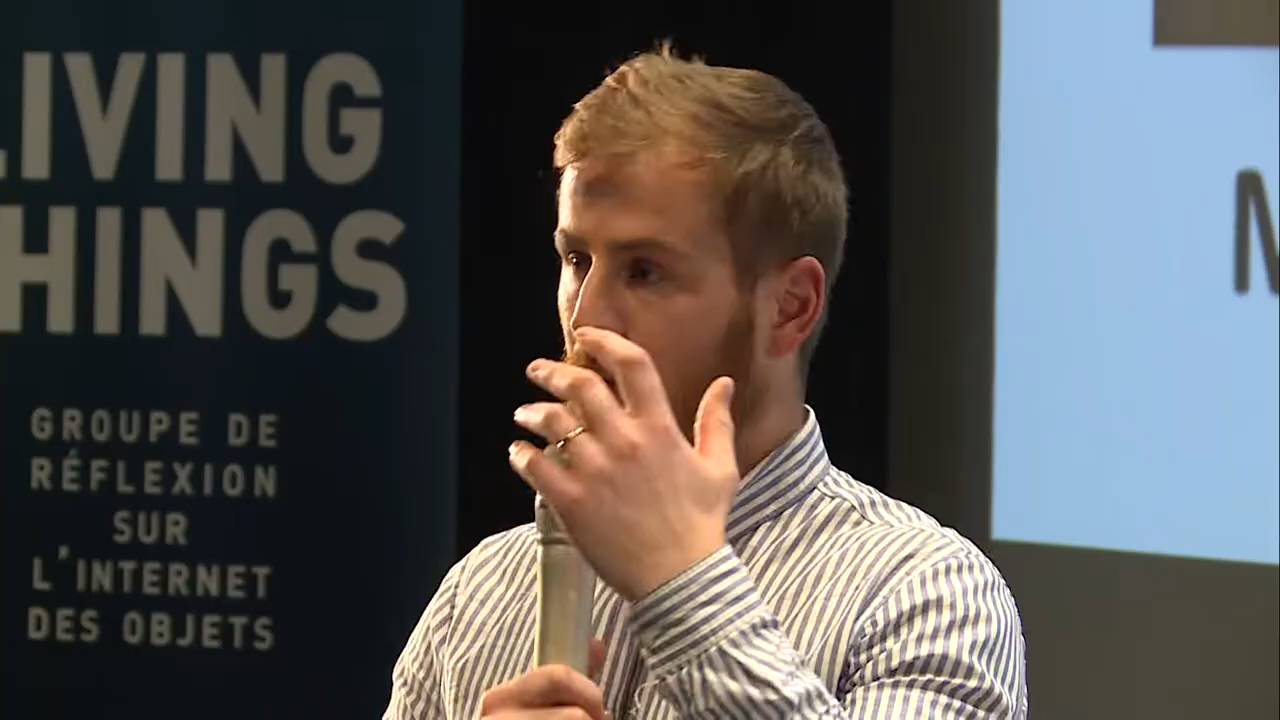 LIVING
HINGS
GROUPE DE
RÉFLEXION
SUR
L'INTERNET
DES OBJETS